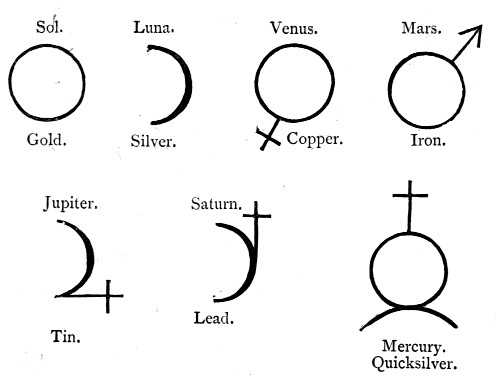 Sol.
Luna.
Venus.
Mars.
Gold.
Silver.
Copper.
Iron.
Jupiter.
Saturn.
Tin.
Lead.
Mercury.
Quicksilver.